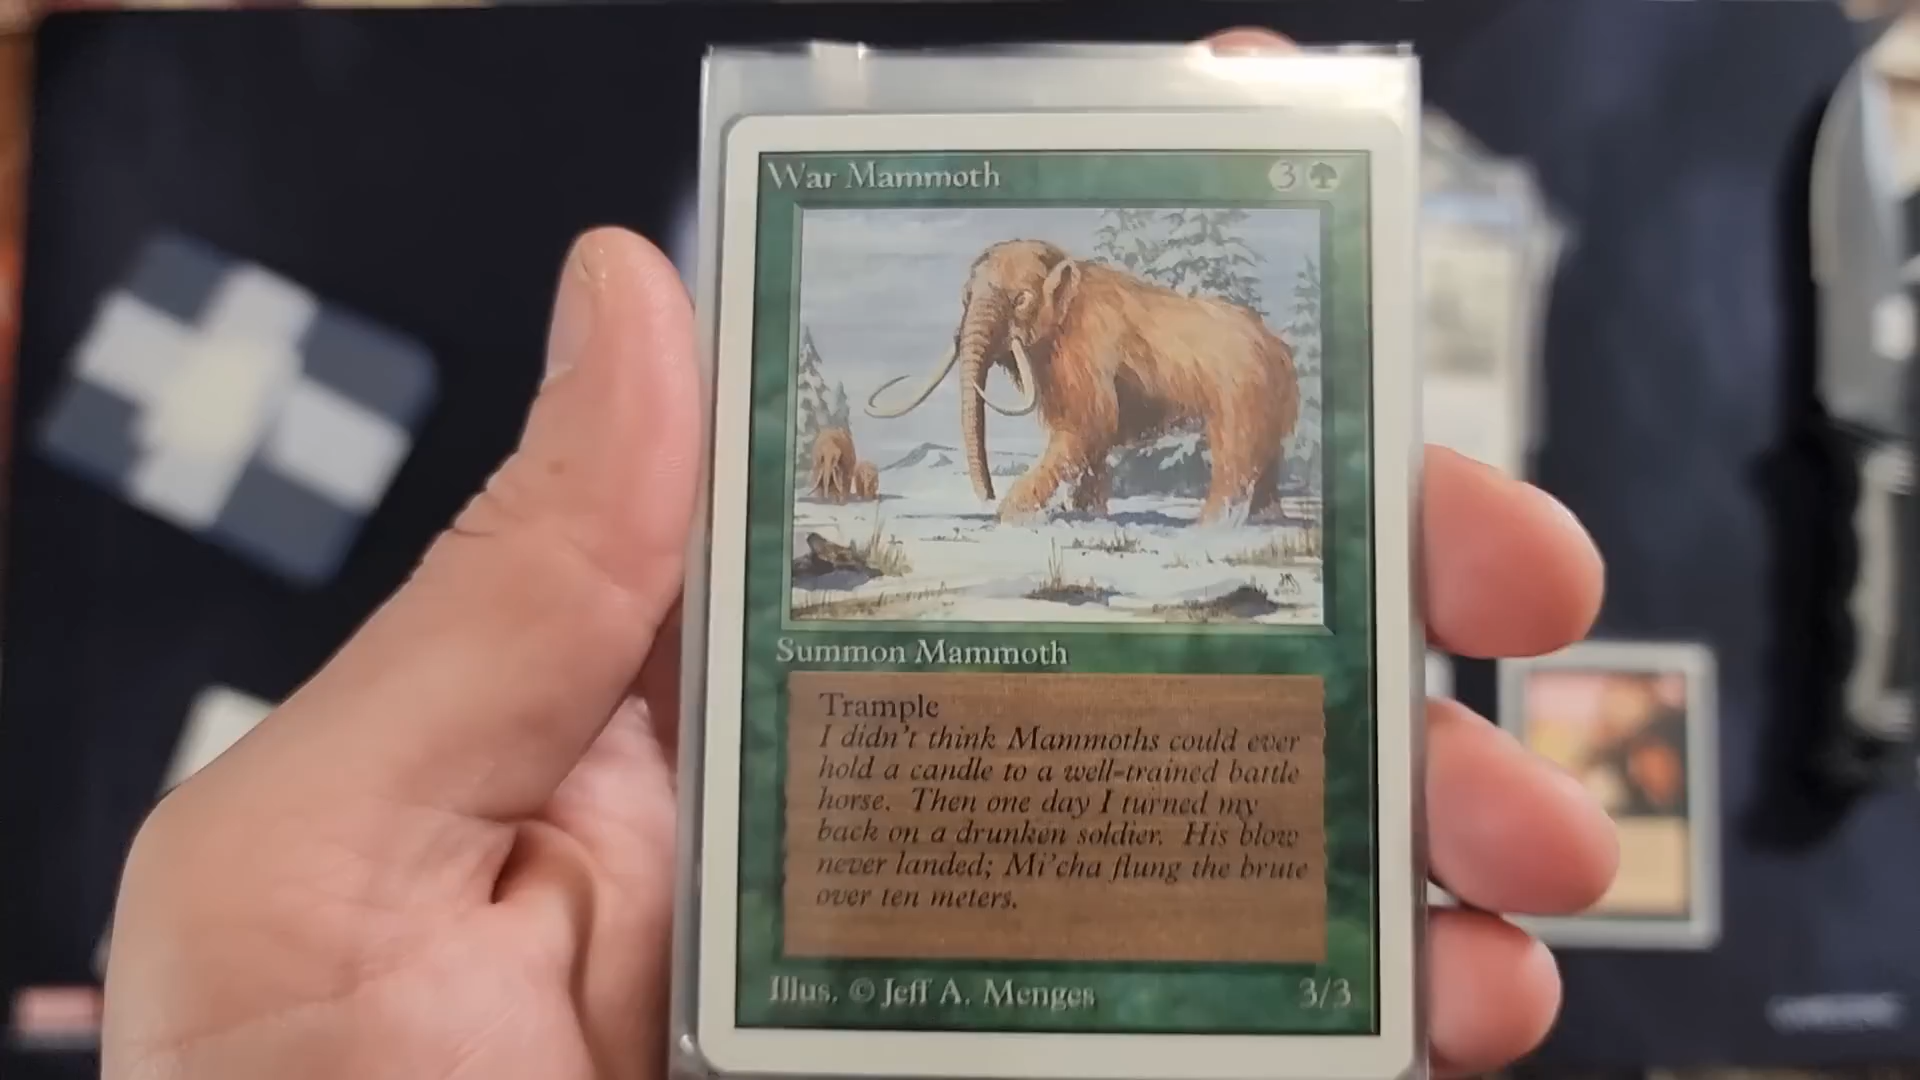 War Mammoth 3
Summon Mammoth
Trample
I didn't think Mammoths could ever
hold a candle to a well-trained battle
horse. Then one day I turned my
back on a drunken soldier. His blow
never landed; Mi'cha flung the brute
over ten meters.
Illus. © Jeff A. Menges 3/3